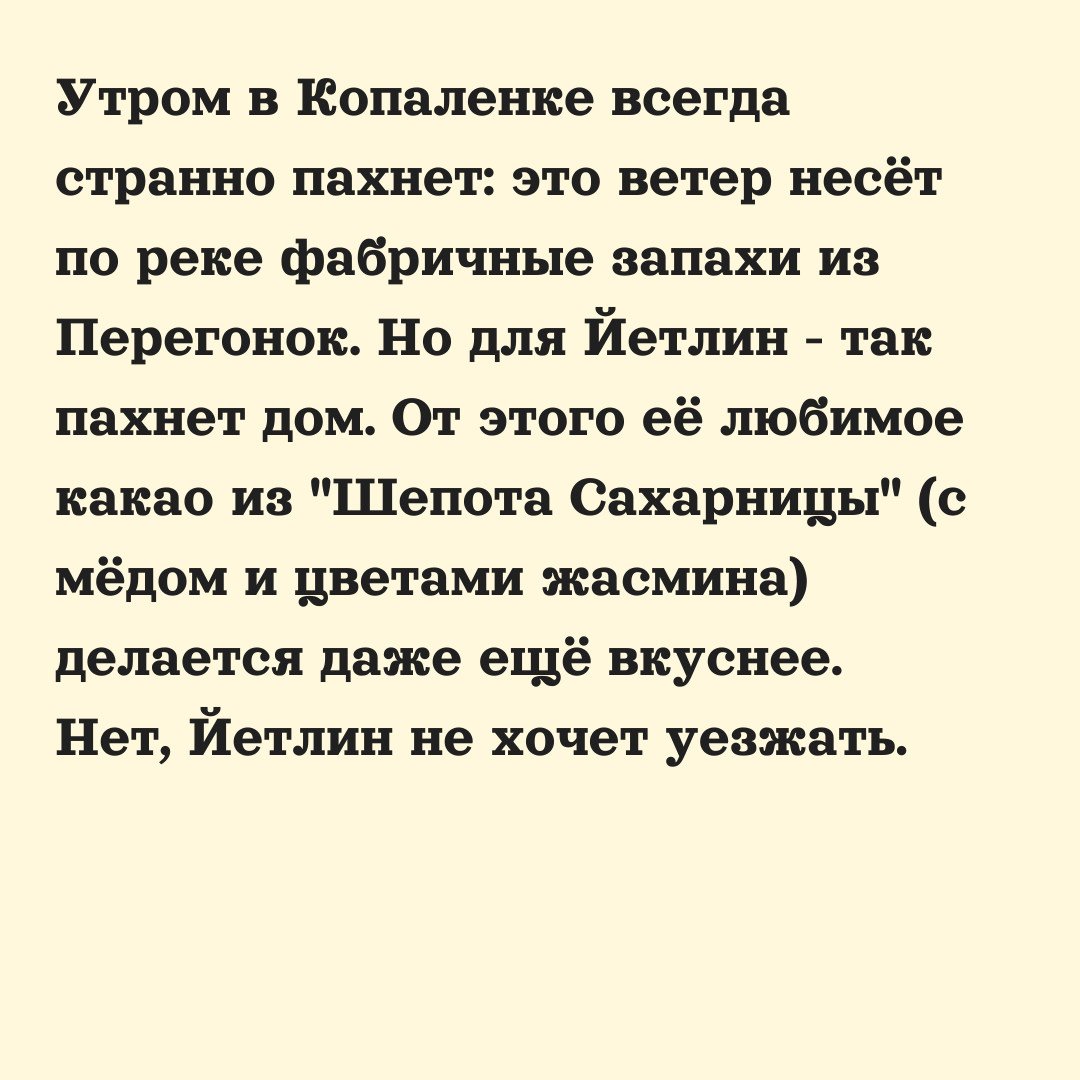 Утром в Копаленке всегда
странно пахнет: это ветер несёт
по реке фабричные запахи из
Перегонок. Но для Йетлин - так
пахнет дом. От этого её любимое
какао из "Шепота Сахарницы" (с
мёдом и цветами жасмина)
делается даже ещё вкуснее.
Нет, Йетлин не хочет уезжать.